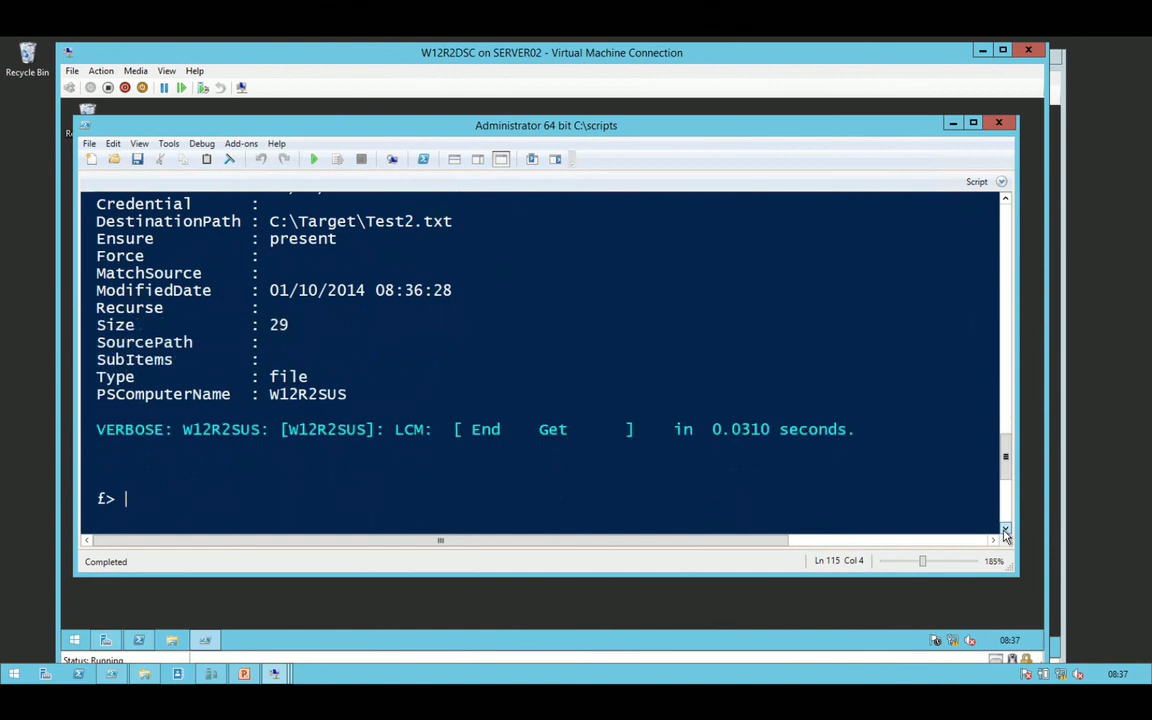 W12R2DSC on SERVER02 - Virtual Machine Connection
Recycle Bin
File Action Media View Help
Administrator 64 bit C:\scripts
File Edit View Tools Debug Add-ons Help
Script
Credential :
DestinationPath : C:\Target\Test2.txt
Ensure : present
Force :
MatchSource :
ModifiedDate : 01/10/2014 08:36:28
Recurse :
Size : 29
SourcePath :
SubItems :
Type : file
PSComputerName : W12R2SUS
VERBOSE: W12R2SUS: [W12R2SUS]: LCM: [ End Get ] in 0.0310 seconds.
£>
Completed
Ln 115 Col 4
185%
08:37
Status: Running
08:37